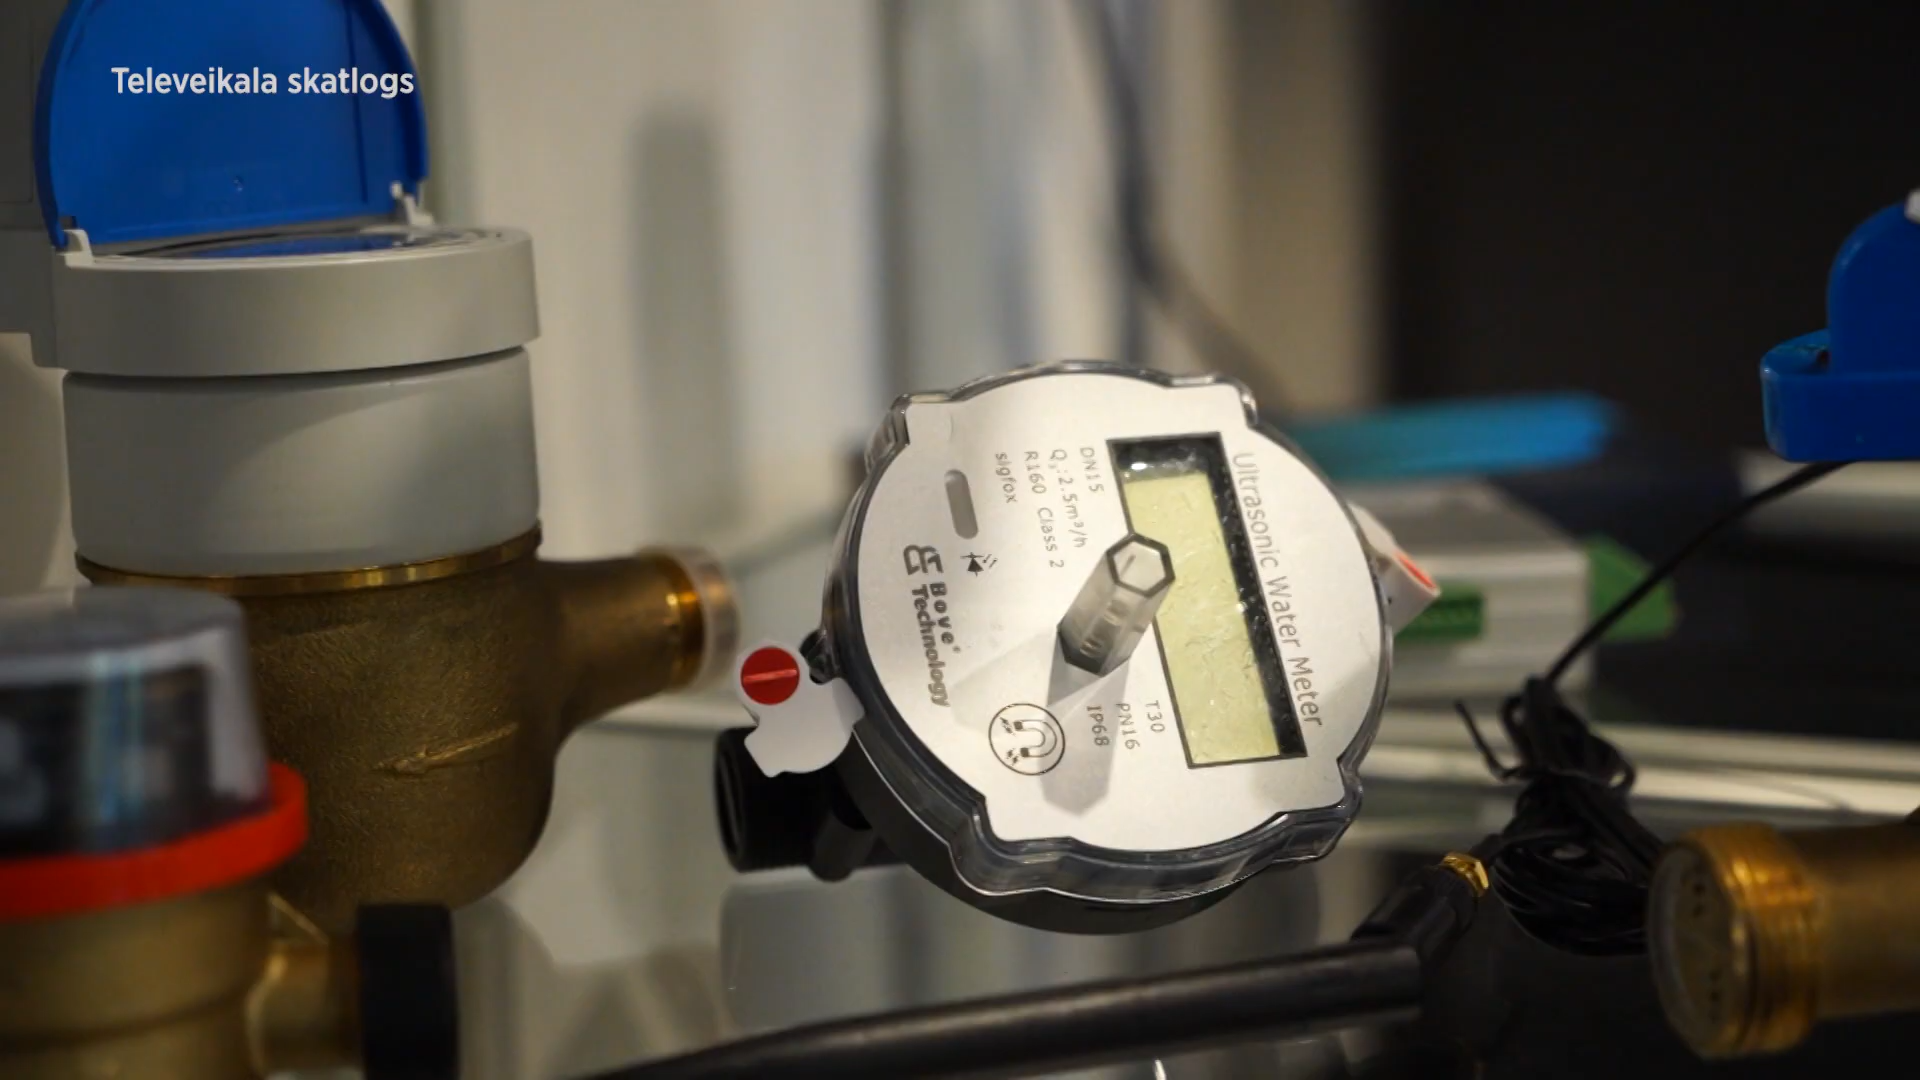 Televeikala skatlogs
Ultrasonic Water Meter
DN15
Q₃:2.5m³/h
R160 Class 2
sigfox
T30
PN16
IP68
Bove®
Technology